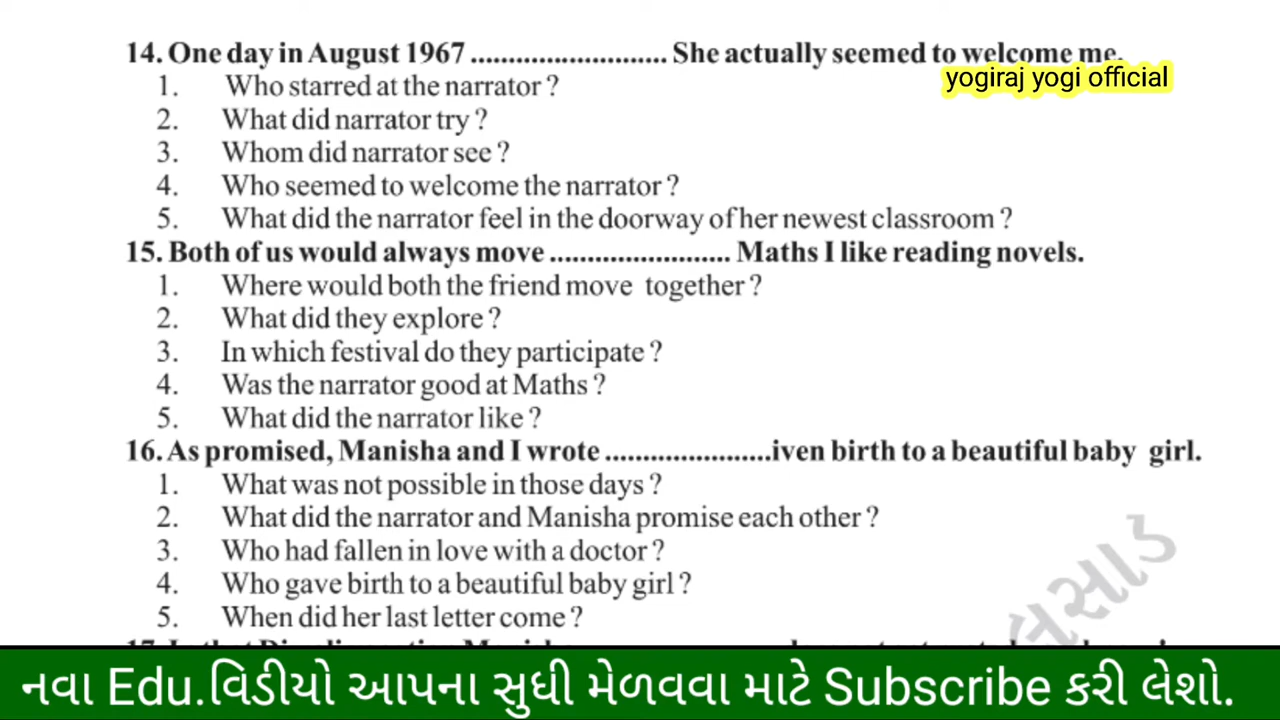 14. One day in August 1967 .......................... She actually seemed to welcome me.
yogiraj yogi official
1. Who starred at the narrator ?
2. What did narrator try ?
3. Whom did narrator see ?
4. Who seemed to welcome the narrator ?
5. What did the narrator feel in the doorway of her newest classroom ?
15. Both of us would always move ........................ Maths I like reading novels.
1. Where would both the friend move together ?
2. What did they explore ?
3. In which festival do they participate ?
4. Was the narrator good at Maths ?
5. What did the narrator like ?
16. As promised, Manisha and I wrote ......................iven birth to a beautiful baby girl.
1. What was not possible in those days ?
2. What did the narrator and Manisha promise each other ?
3. Who had fallen in love with a doctor ?
4. Who gave birth to a beautiful baby girl ?
5. When did her last letter come ?
નવા Edu.વિડીયો આપના સુધી મેળવવા માટે Subscribe કરી લેશો.